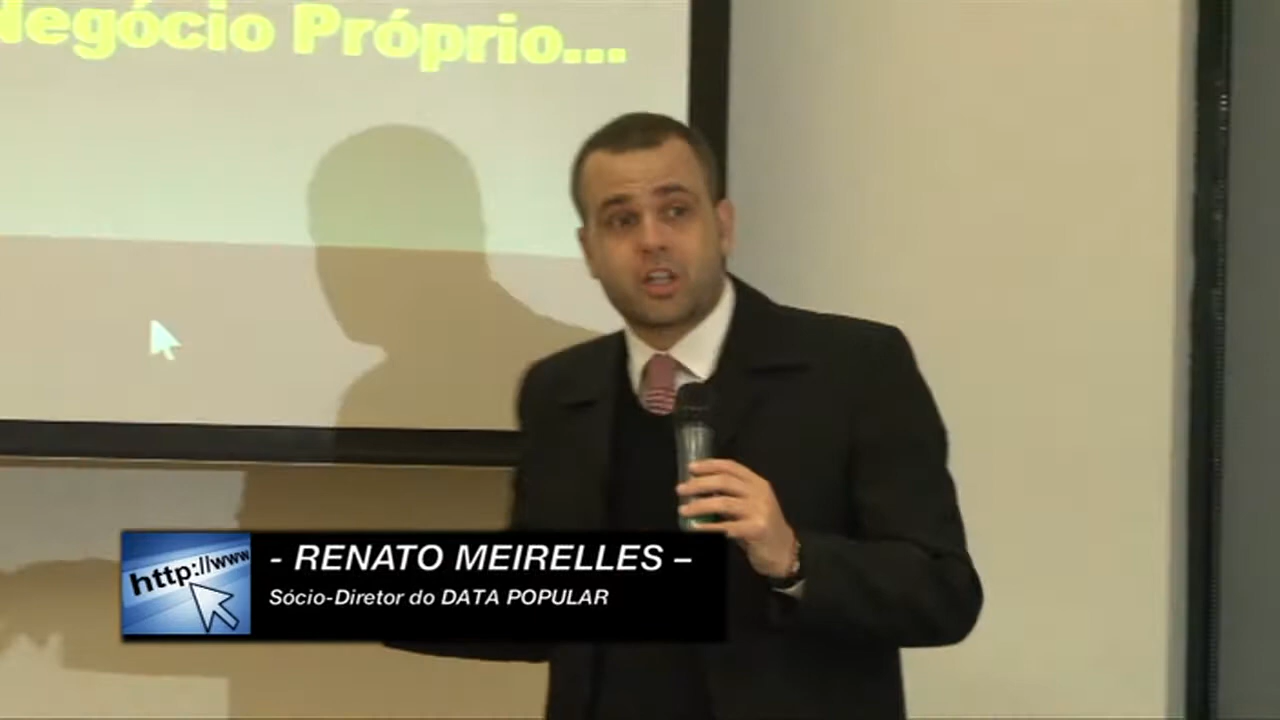 Negócio Próprio...
http://www
- RENATO MEIRELLES –
Sócio-Diretor do DATA POPULAR